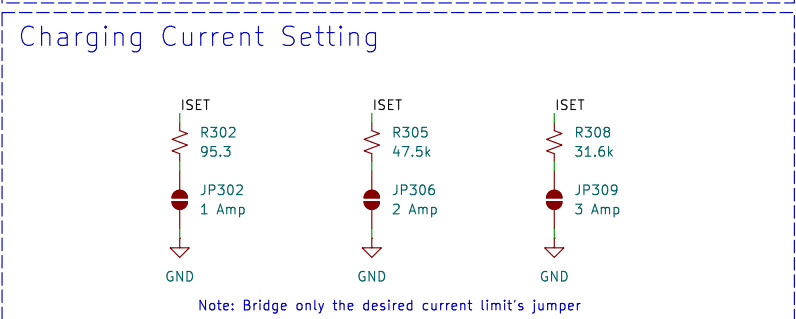 Charging Current Setting
ISET ISET ISET
R302 R305 R308
95.3 47.5k 31.6k
JP302 JP306 JP309
1 Amp 2 Amp 3 Amp
GND GND GND
Note: Bridge only the desired current limit's jumper